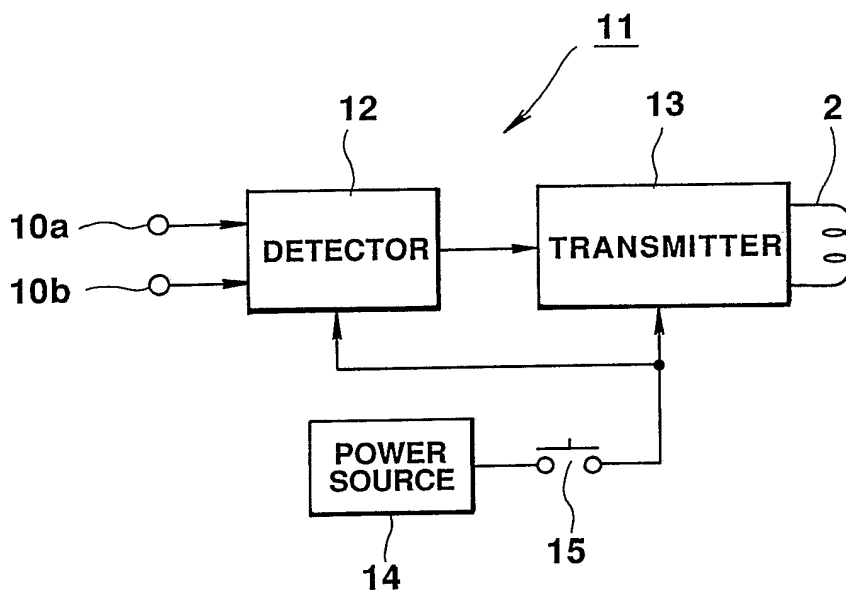 11
12
13
2
10a
DETECTOR
TRANSMITTER
10b
POWER
SOURCE
15
14